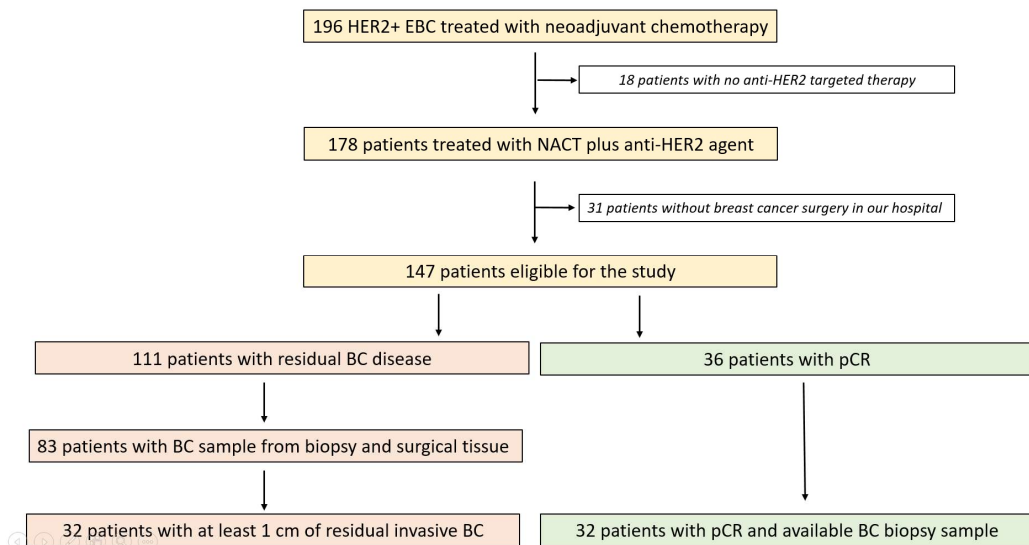 196 HER2+ EBC treated with neoadjuvant chemotherapy
18 patients with no anti-HER2 targeted therapy
178 patients treated with NACT plus anti-HER2 agent
31 patients without breast cancer surgery in our hospital
147 patients eligible for the study
111 patients with residual BC disease
36 patients with pCR
83 patients with BC sample from biopsy and surgical tissue
32 patients with at least 1 cm of residual invasive BC
32 patients with pCR and available BC biopsy sample